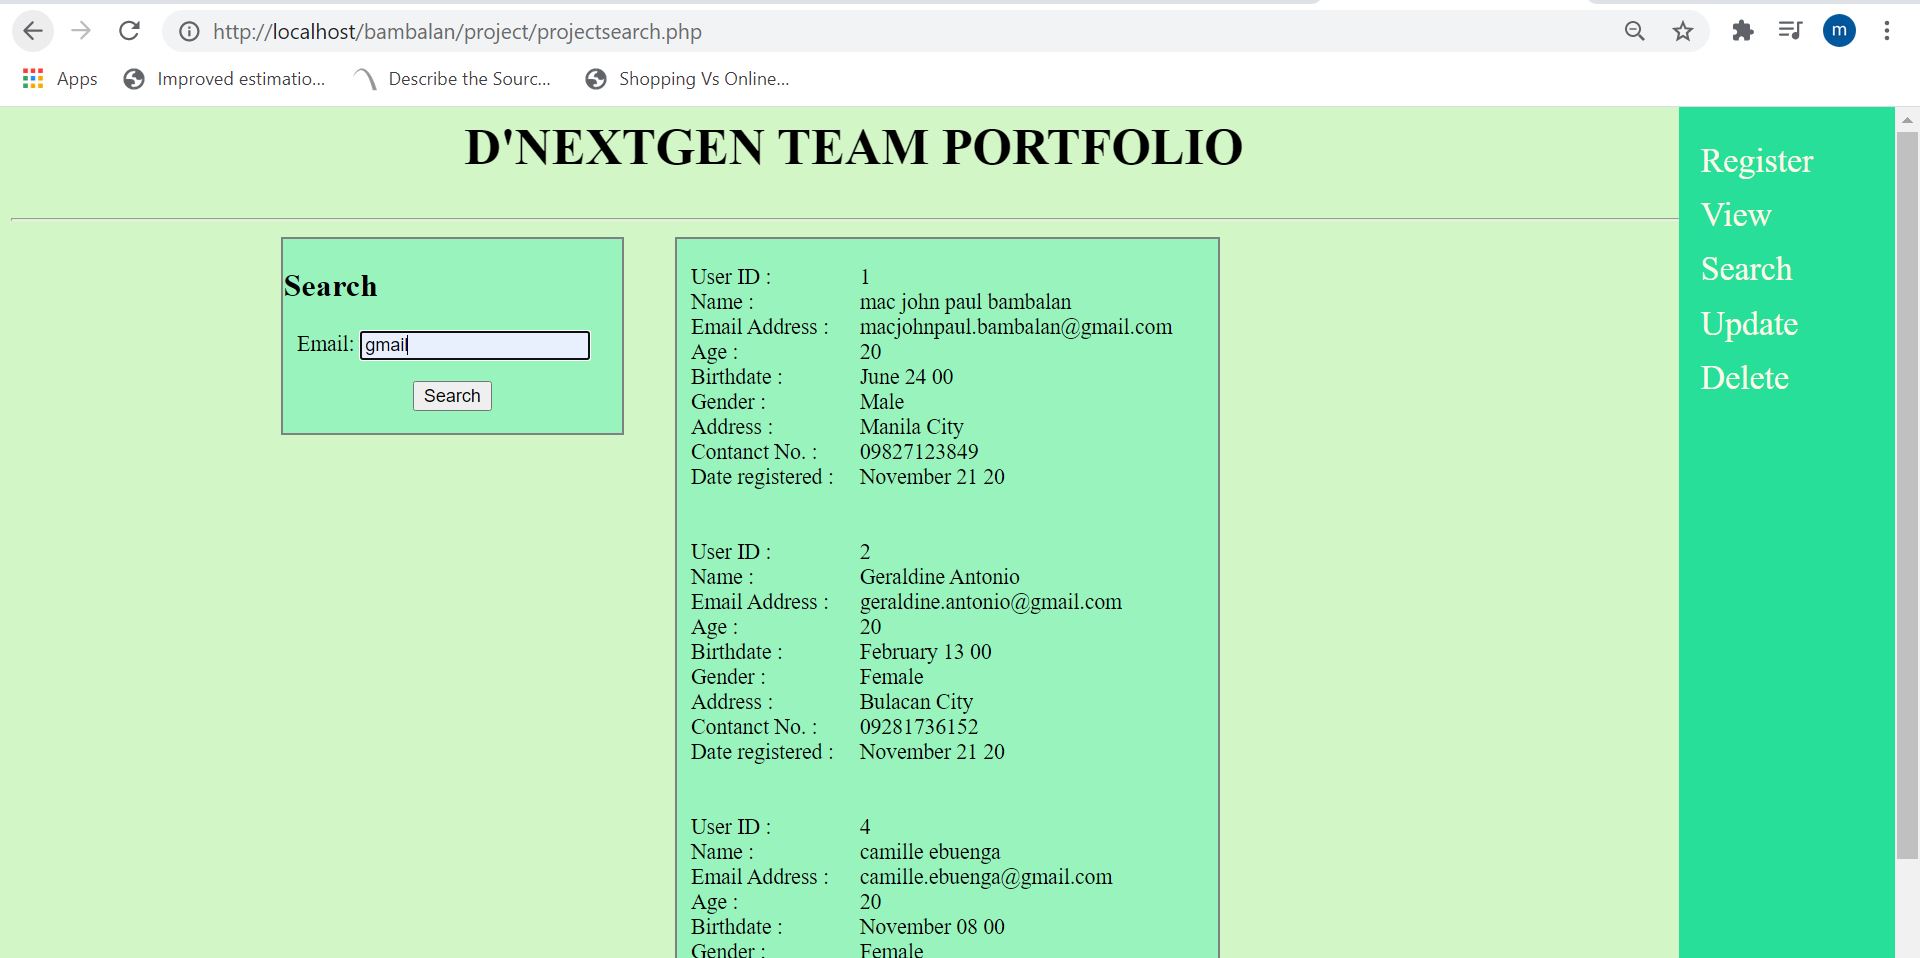 http://localhost/bambalan/project/projectsearch.php
m
Apps Improved estimatio... Describe the Sourc... Shopping Vs Online...
D'NEXTGEN TEAM PORTFOLIO
Register
View
Search
Update
Delete
Search
Email: gmail
Search
User ID : 1
Name : mac john paul bambalan
Email Address : macjohnpaul.bambalan@gmail.com
Age : 20
Birthdate : June 24 00
Gender : Male
Address : Manila City
Contanct No. : 09827123849
Date registered : November 21 20
User ID : 2
Name : Geraldine Antonio
Email Address : geraldine.antonio@gmail.com
Age : 20
Birthdate : February 13 00
Gender : Female
Address : Bulacan City
Contanct No. : 09281736152
Date registered : November 21 20
User ID : 4
Name : camille ebuenga
Email Address : camille.ebuenga@gmail.com
Age : 20
Birthdate : November 08 00
Gender : Female